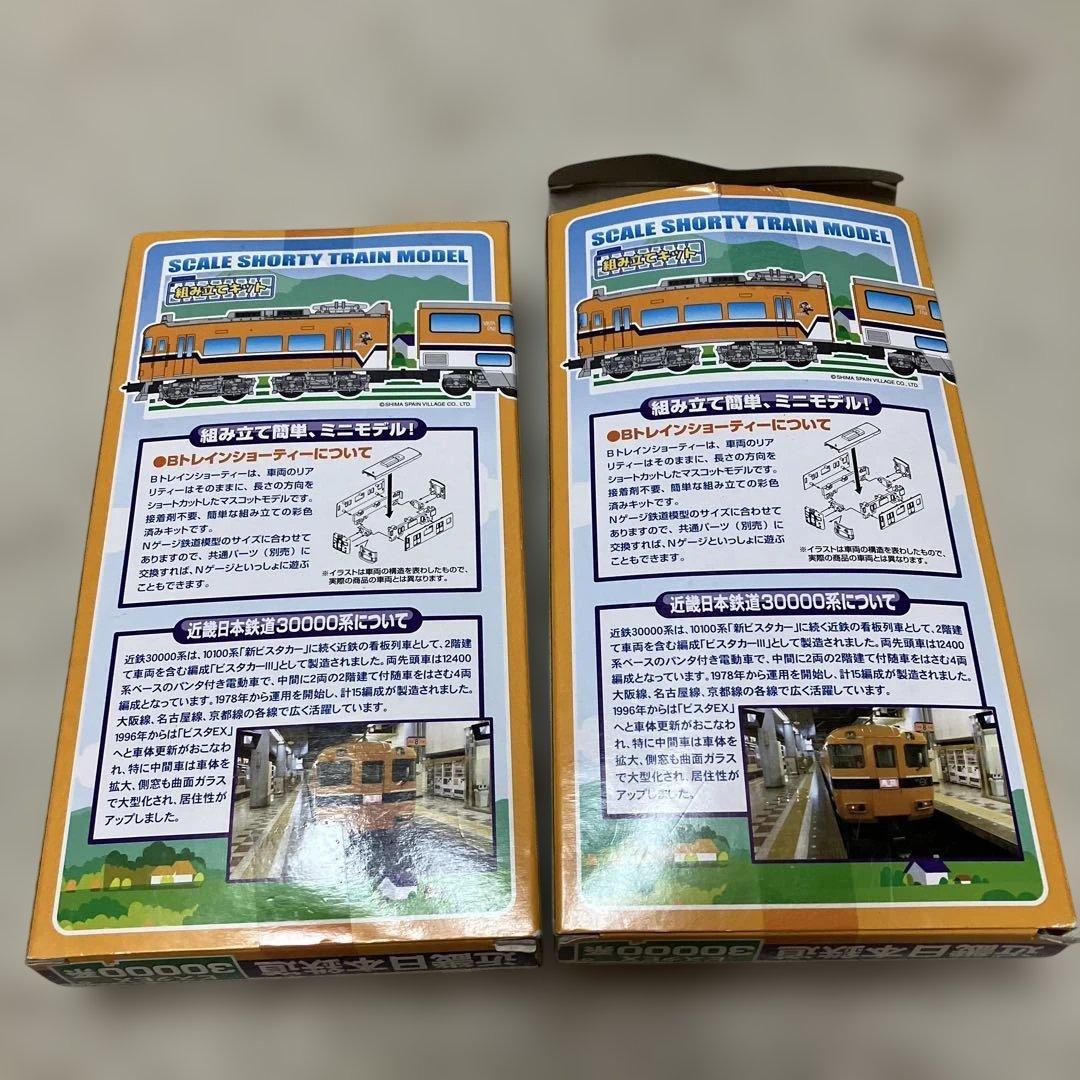 SCALE SHORTY TRAIN MODEL
組み立てキット
©SHIMA SPAIN VILLAGE CO., LTD.
組み立て簡単、ミニモデル!
●Bトレインショーティーについて
Bトレインショーティーは、車両のリア
リティーはそのままに、長さの方向を
ショートカットしたマスコットモデルです。
接着剤不要、簡単な組み立ての彩色
済みキットです。
Nゲージ鉄道模型のサイズに合わせて
ありますので、共通パーツ(別売)に
交換すれば、Nゲージといっしょに遊ぶ
こともできます。
※イラストは車両の構造を表わしたもので、
実際の商品の車両とは異なります。
近畿日本鉄道30000系について
近鉄30000系は、10100系「新ビスタカー」に続く近鉄の看板列車として、2階建
て車両を含む編成「ビスタカーIII」として製造されました。両先頭車は12400
系ベースのパンタ付き電動車で、中間に2両の2階建て付随車をはさむ4両
編成となっています。1978年から運用を開始し、計15編成が製造されました。
大阪線、名古屋線、京都線の各線で広く活躍しています。
1996年からは「ビスタEX」
へと車体更新がおこなわ
れ、特に中間車は車体を
拡大、側窓も曲面ガラス
で大型化され、居住性が
アップしました。
近畿日本鉄道
30000系
SCALE SHORTY TRAIN MODEL
組み立てキット
©SHIMA SPAIN VILLAGE CO., LTD.
組み立て簡単、ミニモデル!
●Bトレインショーティーについて
Bトレインショーティーは、車両のリア
リティーはそのままに、長さの方向を
ショートカットしたマスコットモデルです。
接着剤不要、簡単な組み立ての彩色
済みキットです。
Nゲージ鉄道模型のサイズに合わせて
ありますので、共通パーツ(別売)に
交換すれば、Nゲージといっしょに遊ぶ
こともできます。
※イラストは車両の構造を表わしたもので、
実際の商品の車両とは異なります。
近畿日本鉄道30000系について
近鉄30000系は、10100系「新ビスタカー」に続く近鉄の看板列車として、2階建
て車両を含む編成「ビスタカーIII」として製造されました。両先頭車は12400
系ベースのパンタ付き電動車で、中間に2両の2階建て付随車をはさむ4両
編成となっています。1978年から運用を開始し、計15編成が製造されました。
大阪線、名古屋線、京都線の各線で広く活躍しています。
1996年からは「ビスタEX」
へと車体更新がおこなわ
れ、特に中間車は車体を
拡大、側窓も曲面ガラス
で大型化され、居住性が
アップしました。
近畿日本鉄道
30000系